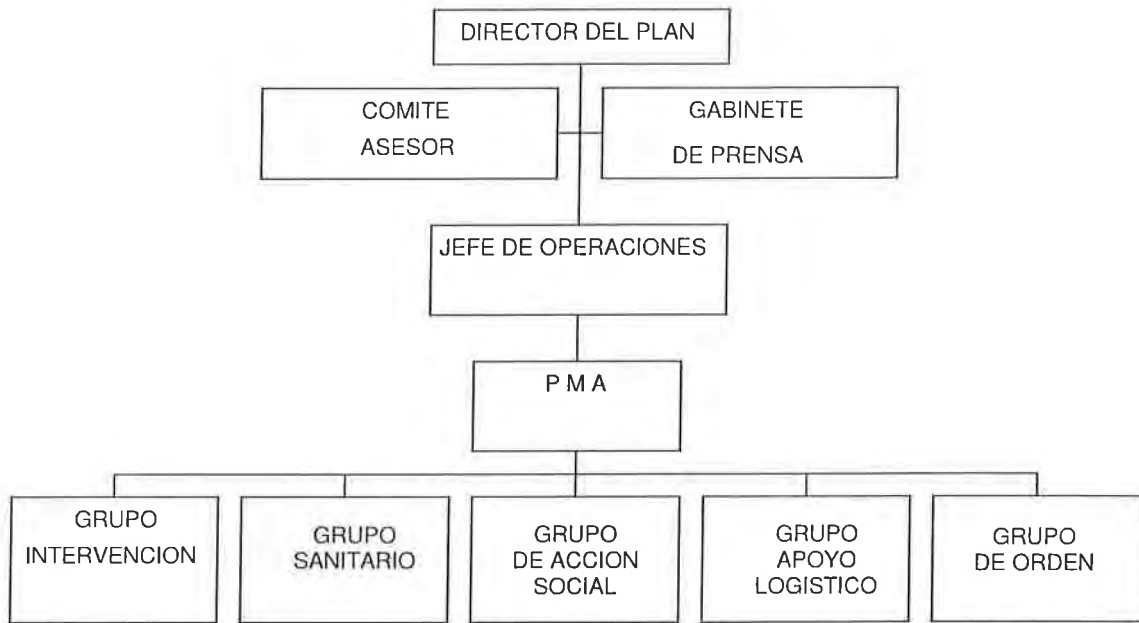 DIRECTOR DEL PLAN
COMITE
ASESOR
GABINETE
DE PRENSA
JEFE DE OPERACIONES
P M A
GRUPO
INTERVENCION
GRUPO
SANITARIO
GRUPO
DE ACCION
SOCIAL
GRUPO
APOYO
LOGISTICO
GRUPO
DE ORDEN